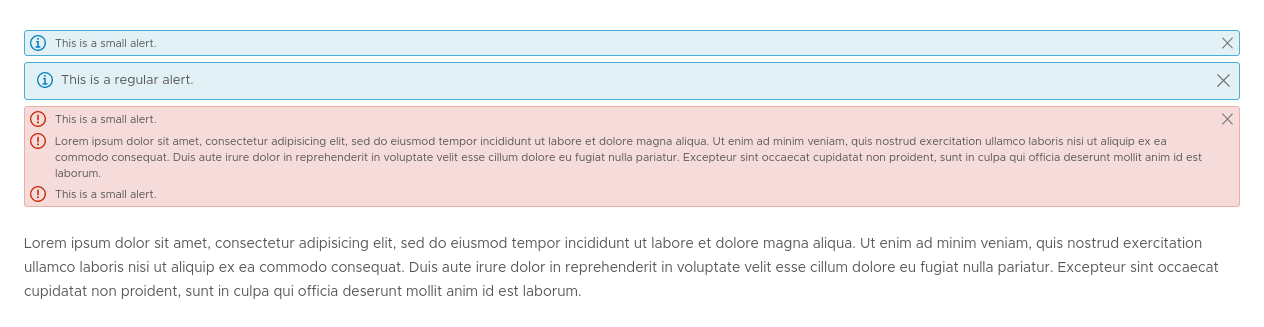 This is a small alert.
This is a regular alert.
This is a small alert.
Lorem ipsum dolor sit amet, consectetur adipisicing elit, sed do eiusmod tempor incididunt ut labore et dolore magna aliqua. Ut enim ad minim veniam, quis nostrud exercitation ullamco laboris nisi ut aliquip ex ea
commodo consequat. Duis aute irure dolor in reprehenderit in voluptate velit esse cillum dolore eu fugiat nulla pariatur. Excepteur sint occaecat cupidatat non proident, sunt in culpa qui officia deserunt mollit anim id est
laborum.
This is a small alert.
Lorem ipsum dolor sit amet, consectetur adipisicing elit, sed do eiusmod tempor incididunt ut labore et dolore magna aliqua. Ut enim ad minim veniam, quis nostrud exercitation
ullamco laboris nisi ut aliquip ex ea commodo consequat. Duis aute irure dolor in reprehenderit in voluptate velit esse cillum dolore eu fugiat nulla pariatur. Excepteur sint occaecat
cupidatat non proident, sunt in culpa qui officia deserunt mollit anim id est laborum.